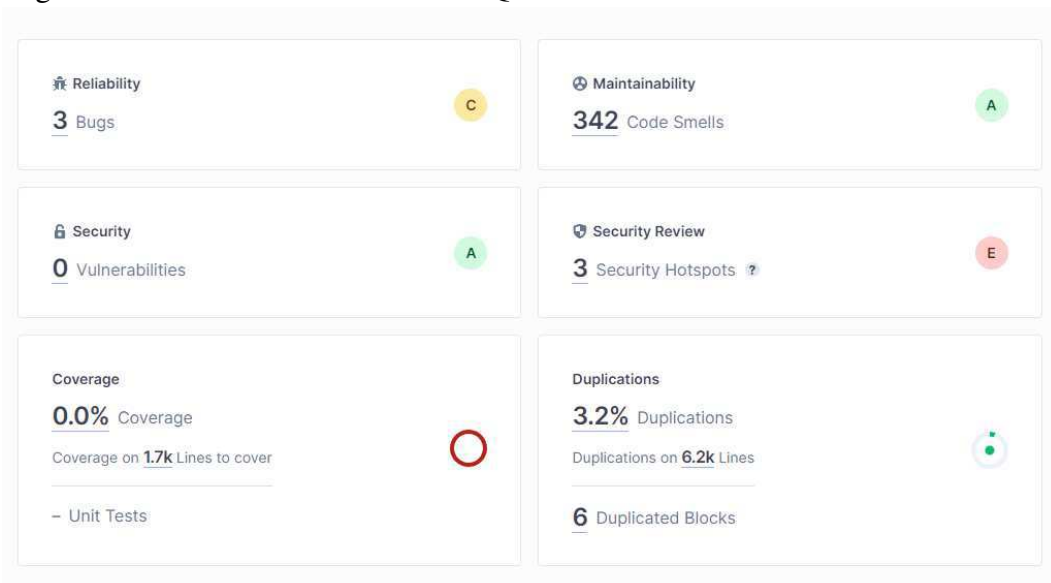 Reliability
3 Bugs
C
Maintainability
342 Code Smells
A
Security
0 Vulnerabilities
A
Security Review
3 Security Hotspots ?
E
Coverage
0.0% Coverage
Coverage on 1.7k Lines to cover
– Unit Tests
Duplications
3.2% Duplications
Duplications on 6.2k Lines
6 Duplicated Blocks